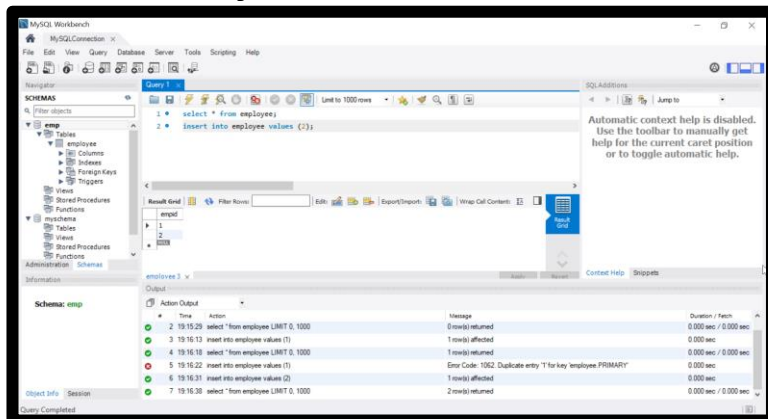 MySQL Workbench
MySQLConnection ×
File Edit View Query Database Server Tools Scripting Help
Navigator
SCHEMAS
Filter objects
emp
Tables
employee
Columns
Indexes
Foreign Keys
Triggers
Views
Stored Procedures
Functions
myschema
Tables
Views
Stored Procedures
Functions
Administration Schemas
Information
Schema: emp
Object Info Session
Query Completed
Query 1 ×
Limit to 1000 rows
1 select * from employee;
2 insert into employee values (2);
Result Grid Filter Rows: Edit: Export/Import: Wrap Cell Content:
empid
1
2
NULL
Result Grid
employee 1 × Apply Revert
Output
Action Output
# Time Action Message Duration / Fetch
2 19:15:29 select * from employee LIMIT 0, 1000 0 row(s) returned 0.000 sec / 0.000 sec
3 19:16:13 insert into employee values (1) 1 row(s) affected 0.000 sec
4 19:16:18 select * from employee LIMIT 0, 1000 1 row(s) returned 0.000 sec / 0.000 sec
5 19:16:22 insert into employee values (1) Error Code: 1062. Duplicate entry '1' for key 'employee.PRIMARY' 0.000 sec
6 19:16:31 insert into employee values (2) 1 row(s) affected 0.000 sec
7 19:16:38 select * from employee LIMIT 0, 1000 2 row(s) returned 0.000 sec / 0.000 sec
SQLAdditions
Jump to
Automatic context help is disabled.
Use the toolbar to manually get
help for the current caret position
or to toggle automatic help.
Context Help Snippets